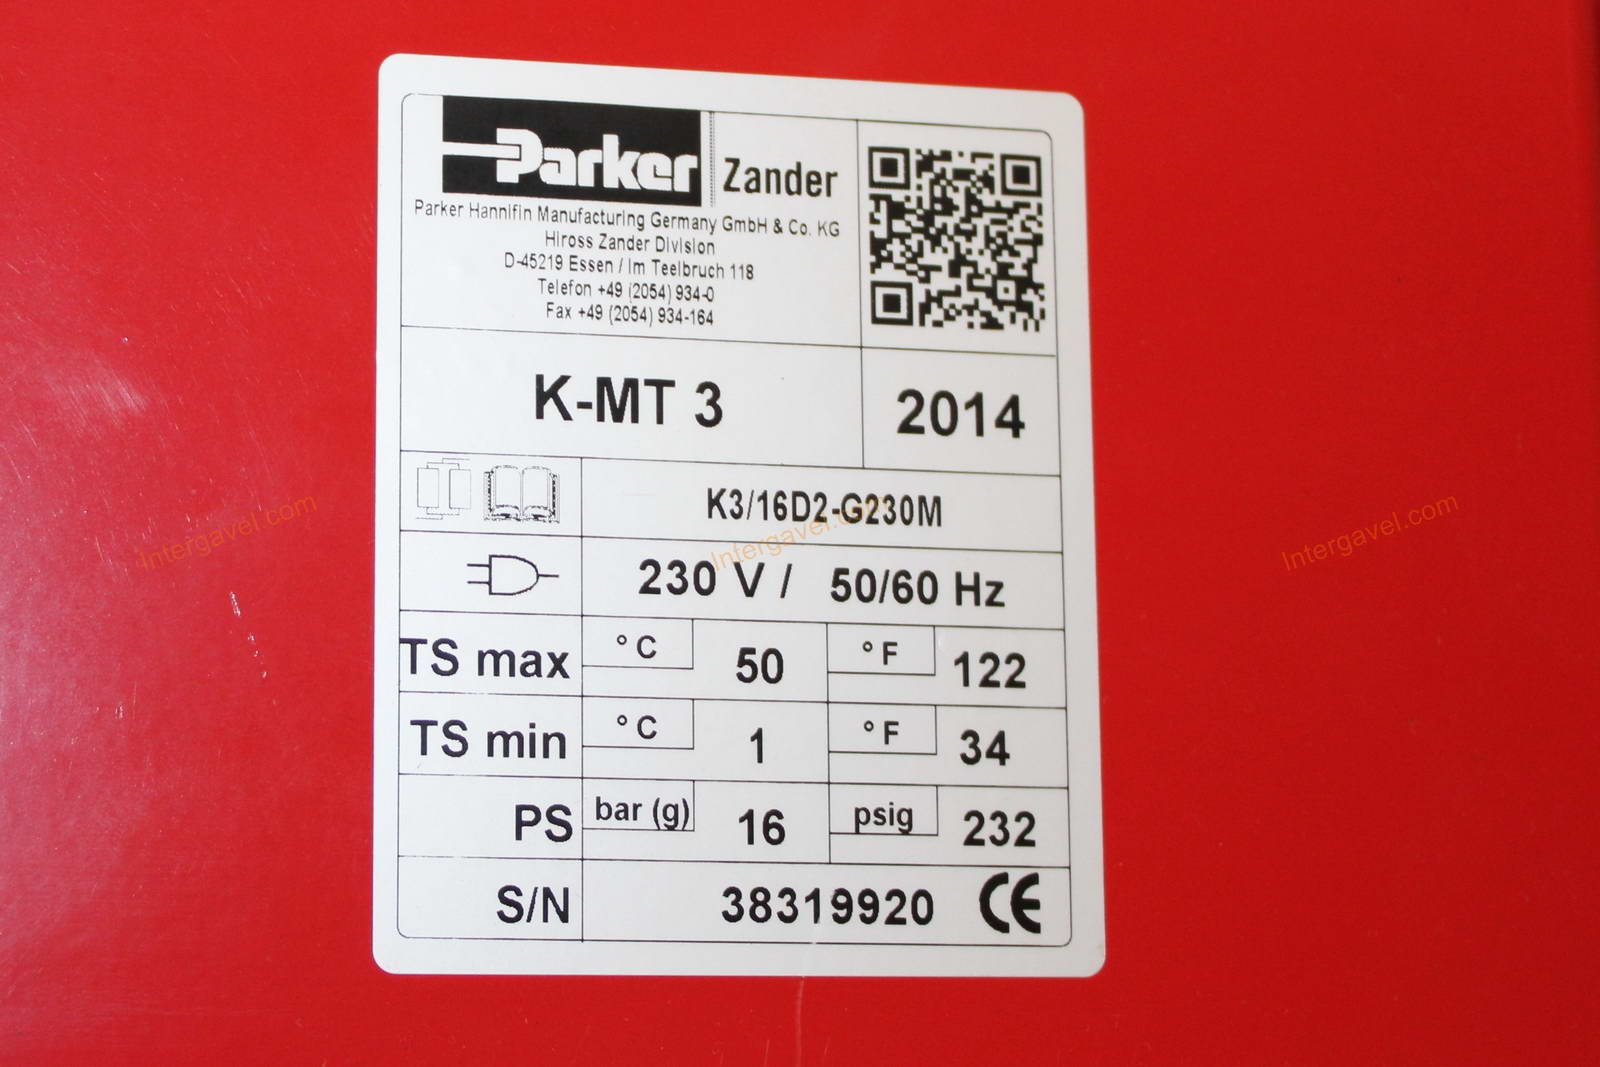 Parker Zander
Parker Hannifin Manufacturing Germany GmbH & Co. KG
Hiross Zander Division
D-45219 Essen / Im Teelbruch 118
Telefon +49 (2054) 934-0
Fax +49 (2054) 934-164
K-MT 3 2014
K3/16D2-G230M
230 V / 50/60 Hz
TS max °C 50 °F 122
TS min °C 1 °F 34
PS bar (g) 16 psig 232
S/N 38319920 CE
Intergavel.com
Intergavel.com
Intergavel.com